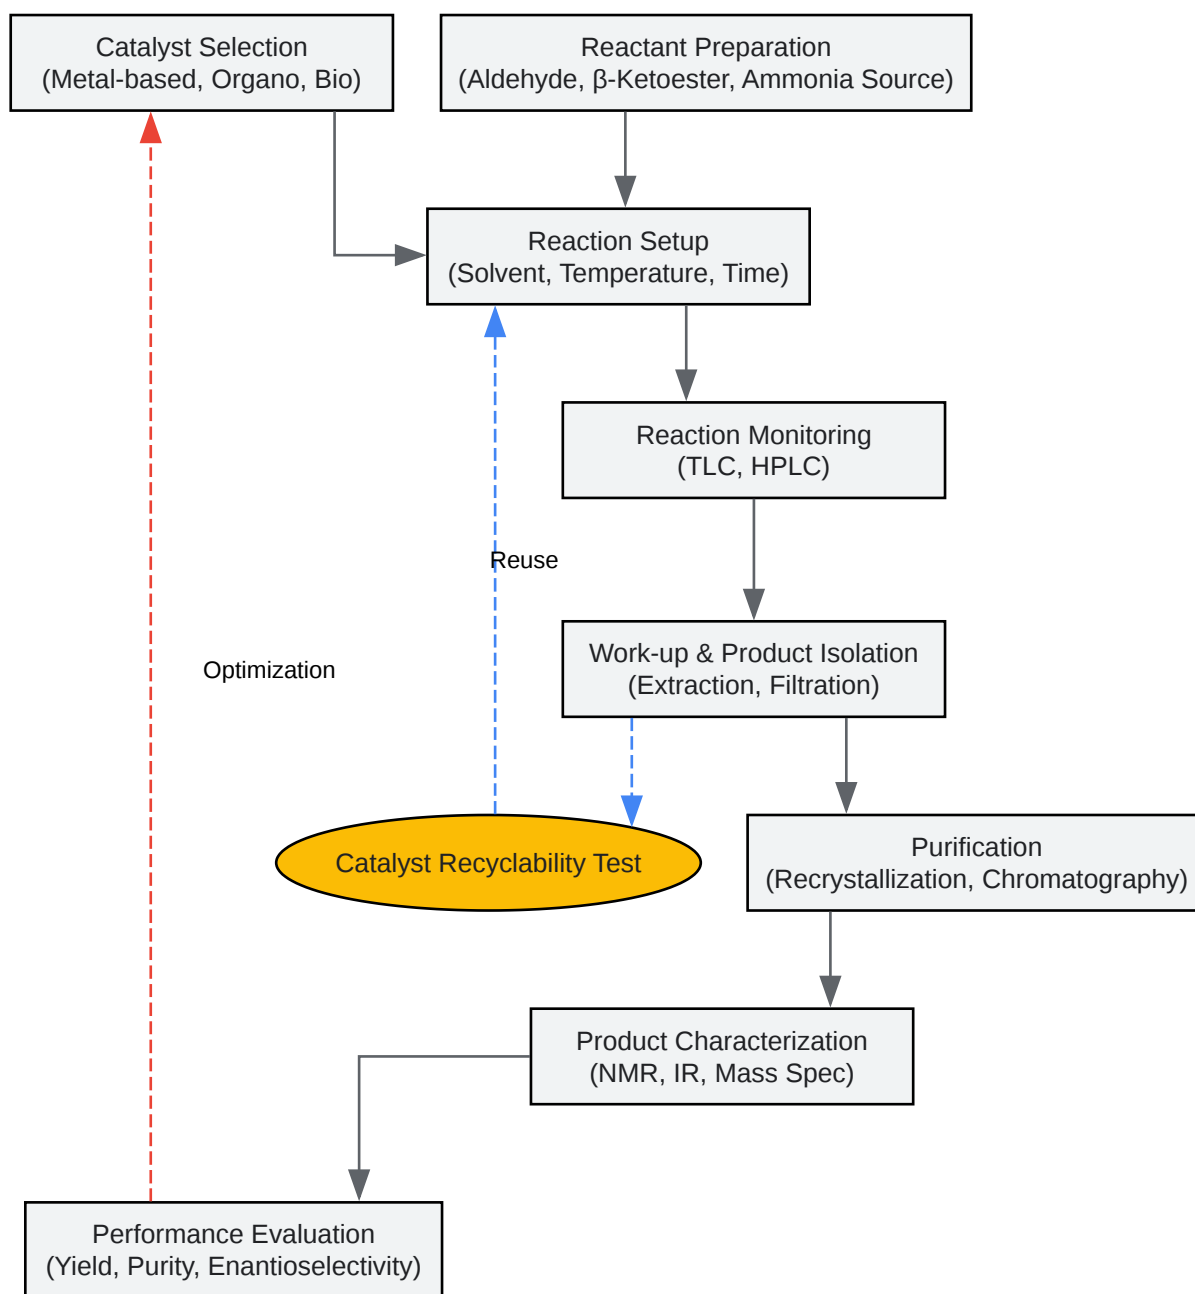 Catalyst Selection
(Metal-based, Organo, Bio)
Reactant Preparation
(Aldehyde, β-Ketoester, Ammonia Source)
Reaction Setup
(Solvent, Temperature, Time)
Reaction Monitoring
(TLC, HPLC)
Reuse
Work-up & Product Isolation
(Extraction, Filtration)
Optimization
Catalyst Recyclability Test
Purification
(Recrystallization, Chromatography)
Product Characterization
(NMR, IR, Mass Spec)
Performance Evaluation
(Yield, Purity, Enantioselectivity)